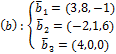 (b): { b̄₁ = (3,8,−1)
b̄₂ = (−2,1,6)
b̄₃ = (4,0,0)